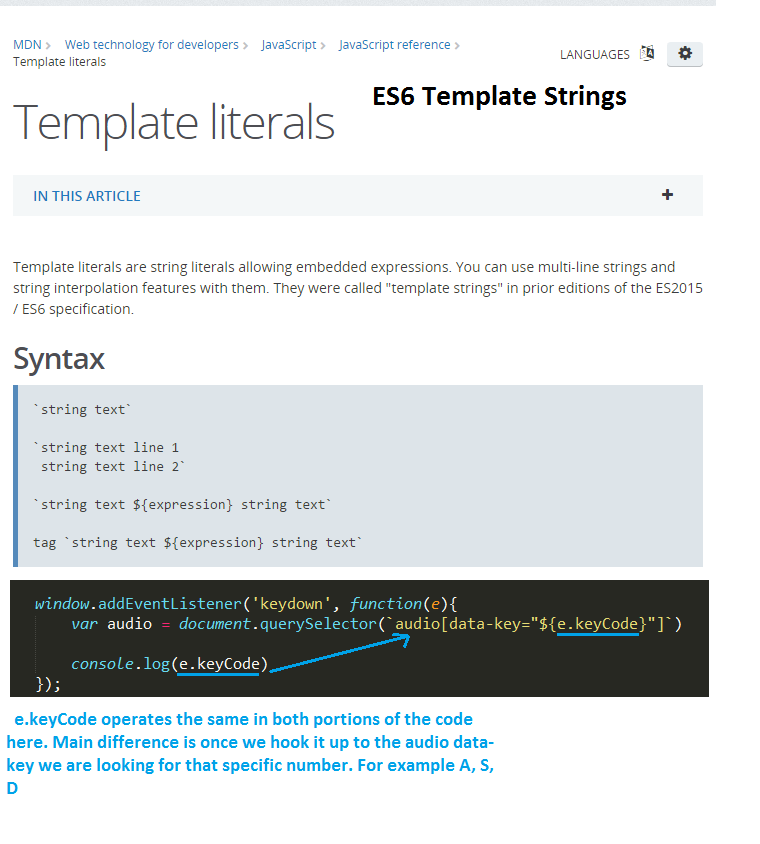 MDN › Web technology for developers › JavaScript › JavaScript reference ›
Template literals
LANGUAGES
ES6 Template Strings
Template literals
IN THIS ARTICLE +
Template literals are string literals allowing embedded expressions. You can use multi-line strings and
string interpolation features with them. They were called "template strings" in prior editions of the ES2015
/ ES6 specification.
Syntax
`string text`
`string text line 1
 string text line 2`
`string text ${expression} string text`
tag `string text ${expression} string text`
window.addEventListener('keydown', function(e){
    var audio = document.querySelector(`audio[data-key="${e.keyCode}"]`)
    console.log(e.keyCode)
});
e.keyCode operates the same in both portions of the code
here. Main difference is once we hook it up to the audio data-
key we are looking for that specific number. For example A, S,
D